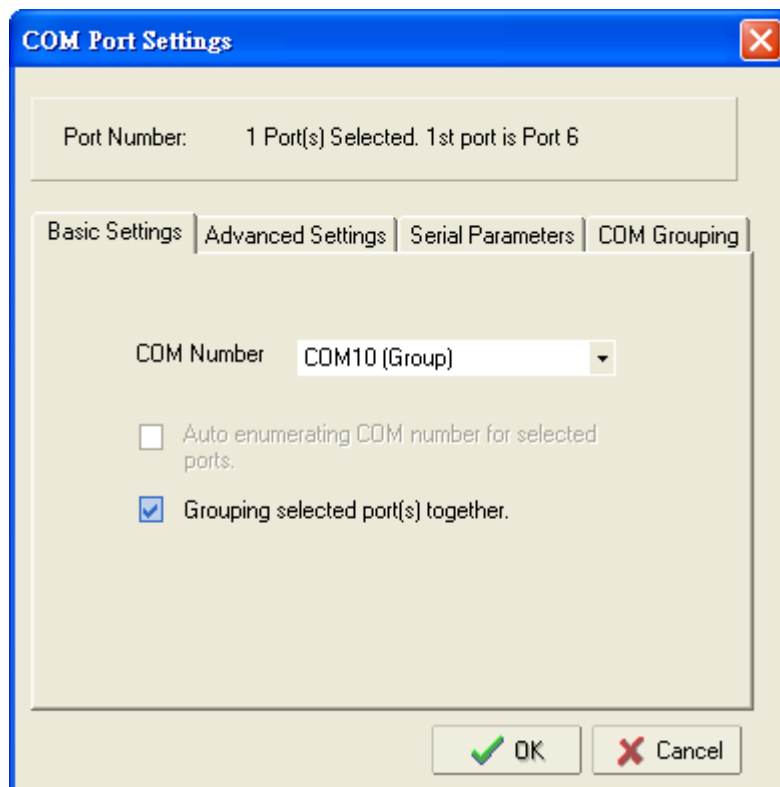 COM Port Settings
Port Number: 1 Port(s) Selected. 1st port is Port 6
Basic Settings Advanced Settings Serial Parameters COM Grouping
COM Number COM10 (Group)
Auto enumerating COM number for selected
ports.
Grouping selected port(s) together.
OK Cancel